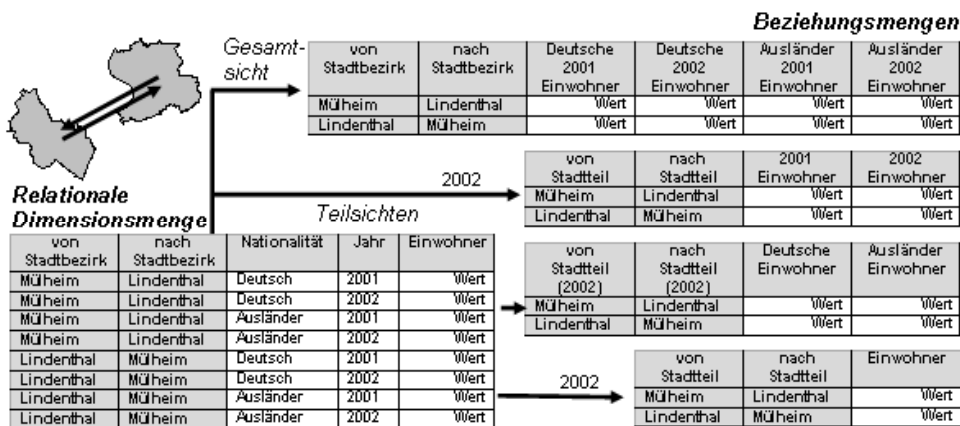 Beziehungsmengen
Gesamt-
sicht
von Stadtbezirk nach Stadtbezirk Deutsche 2001 Einwohner Deutsche 2002 Einwohner Ausländer 2001 Einwohner Ausländer 2002 Einwohner
Mülheim Lindenthal Wert Wert Wert Wert
Lindenthal Mülheim Wert Wert Wert Wert
2002
von Stadtteil nach Stadtteil 2001 Einwohner 2002 Einwohner
Mülheim Lindenthal Wert Wert
Lindenthal Mülheim Wert Wert
Relationale
Dimensionsmenge
Teilsichten
von Stadtbezirk nach Stadtbezirk Nationalität Jahr Einwohner
Mülheim Lindenthal Deutsch 2001 Wert
Mülheim Lindenthal Deutsch 2002 Wert
Mülheim Lindenthal Ausländer 2001 Wert
Mülheim Lindenthal Ausländer 2002 Wert
Lindenthal Mülheim Deutsch 2001 Wert
Lindenthal Mülheim Deutsch 2002 Wert
Lindenthal Mülheim Ausländer 2001 Wert
Lindenthal Mülheim Ausländer 2002 Wert
von Stadtteil (2002) nach Stadtteil (2002) Deutsche Einwohner Ausländer Einwohner
Mülheim Lindenthal Wert Wert
Lindenthal Mülheim Wert Wert
2002
von Stadtteil nach Stadtteil Einwohner
Mülheim Lindenthal Wert
Lindenthal Mülheim Wert